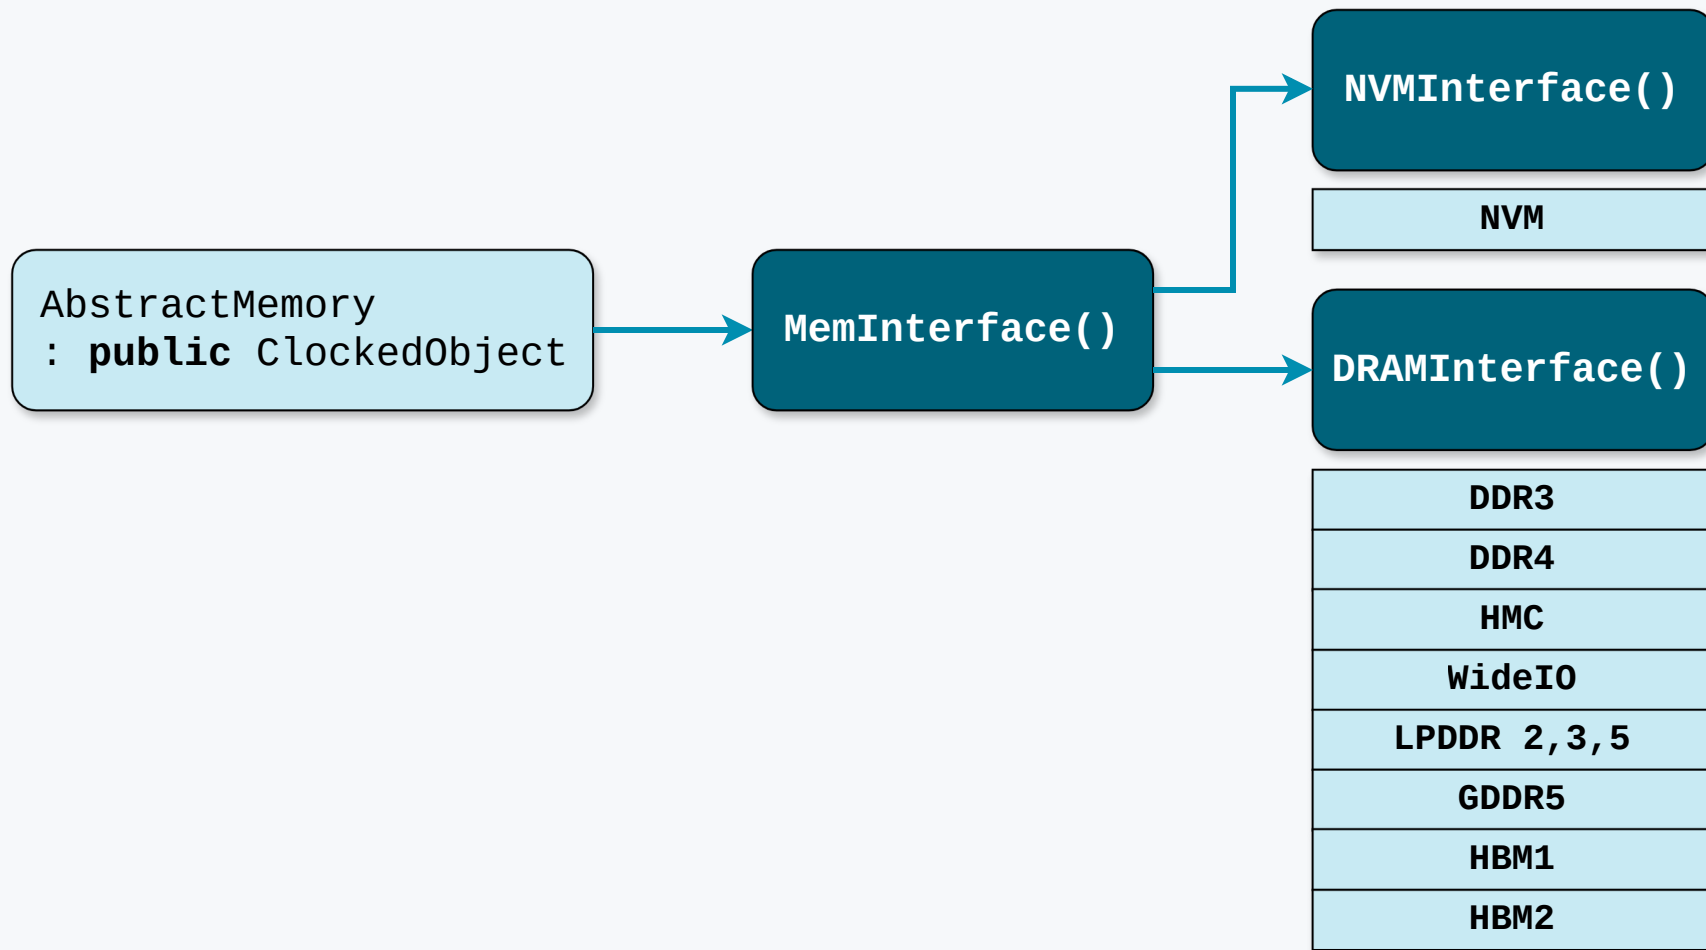 AbstractMemory
: public ClockedObject
MemInterface()
NVMInterface()
NVM
DRAMInterface()
DDR3
DDR4
HMC
WideIO
LPDDR 2,3,5
GDDR5
HBM1
HBM2